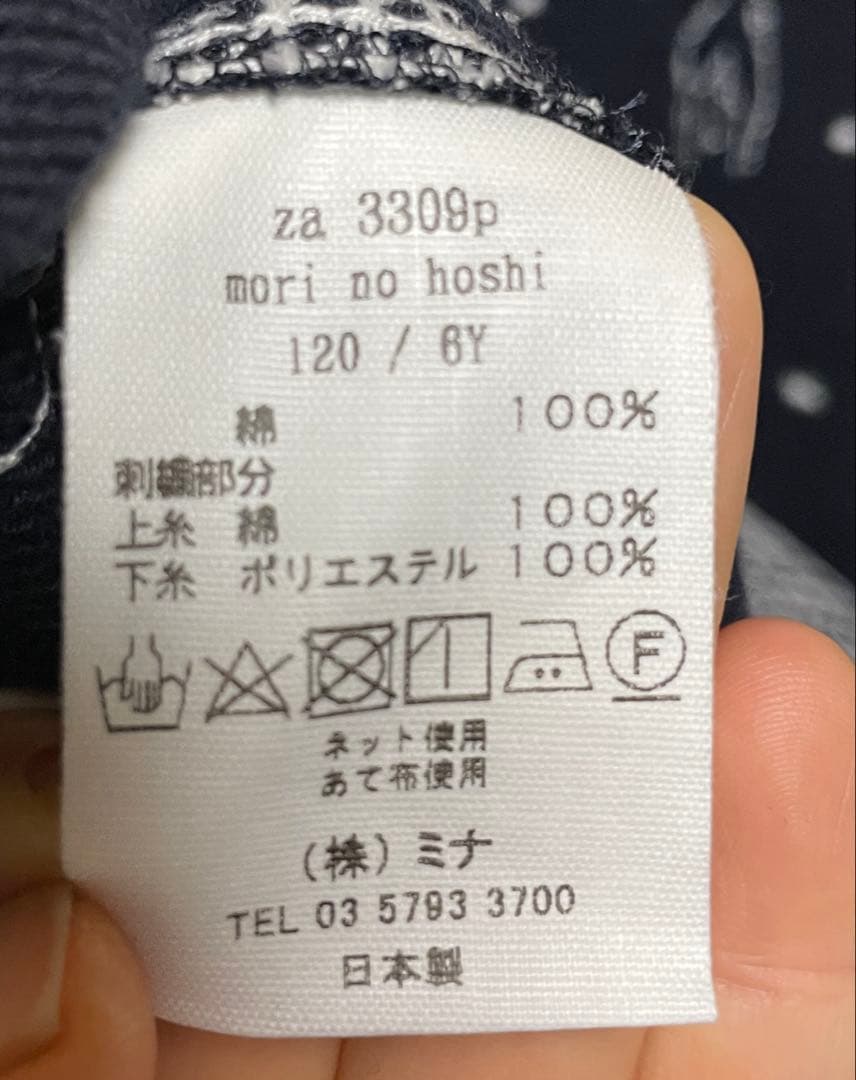 za 3309p
mori no hoshi
120 / 6Y
綿 100%
刺繍部分
上糸 綿 100%
下糸 ポリエステル 100%
F
ネット使用
あて布使用
(株) ミナ
TEL 03 5793 3700
日本製